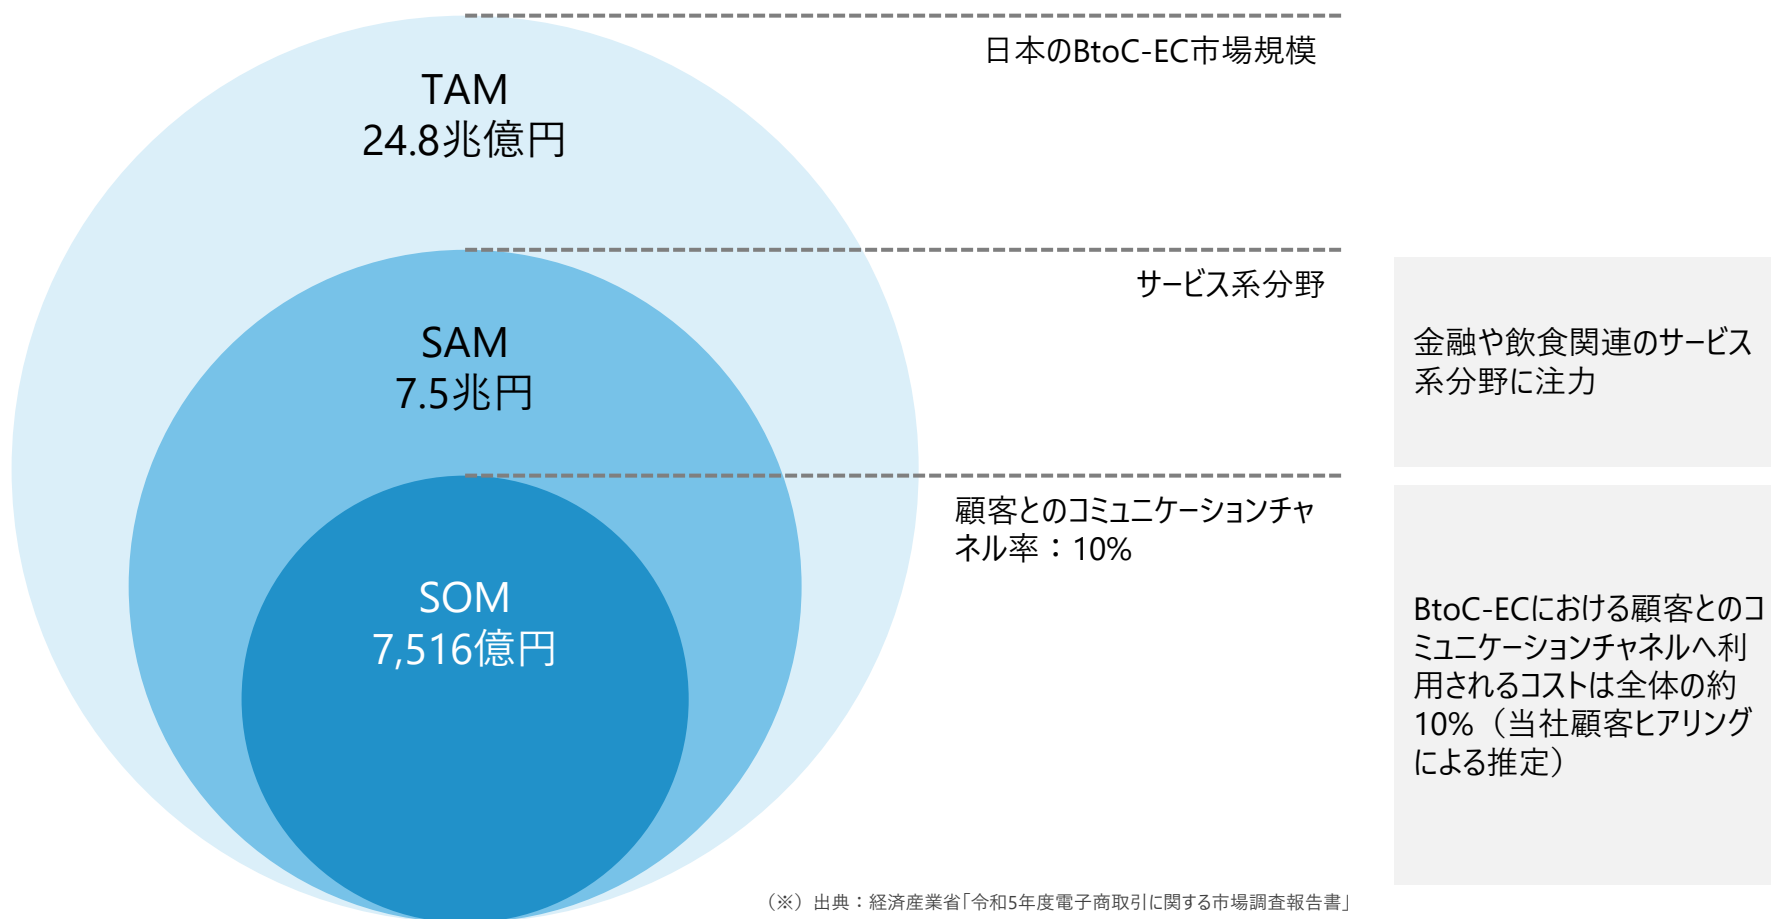 日本のBtoC-EC市場規模
TAM
24.8兆億円
サービス系分野
SAM
7.5兆円
金融や飲食関連のサービス
系分野に注力
顧客とのコミュニケーションチャ
ネル率：10%
SOM
7,516億円
BtoC-ECにおける顧客とのコ
ミュニケーションチャネルへ利
用されるコストは全体の約
10%（当社顧客ヒアリング
による推定）
（※）出典：経済産業省「令和5年度電子商取引に関する市場調査報告書」